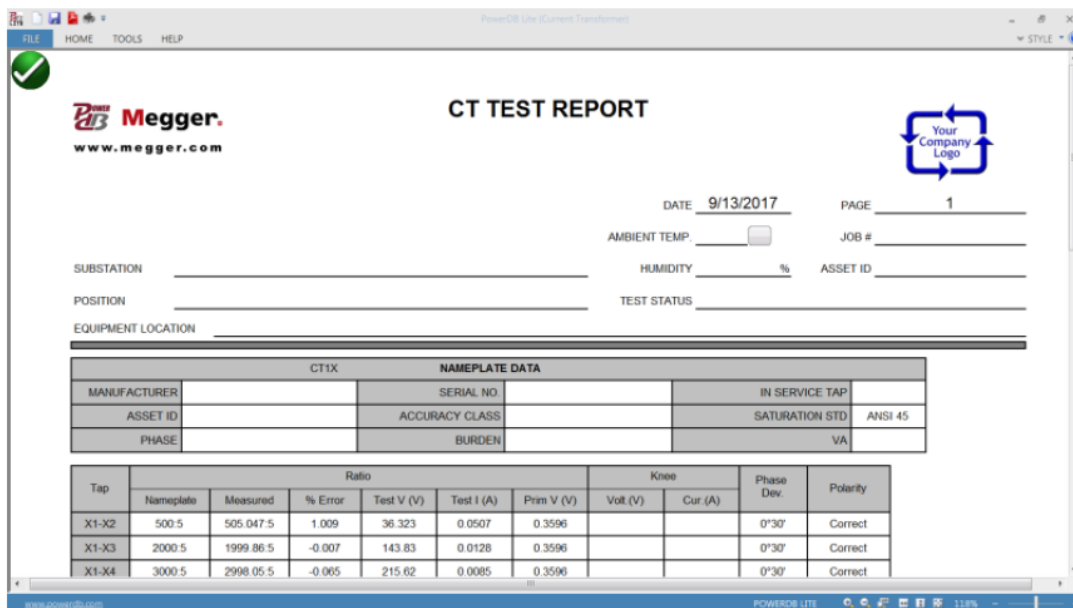 PowerDB Lite (Current Transformer)
FILE HOME TOOLS HELP STYLE
POWER DB Megger.
www.megger.com
CT TEST REPORT
Your
Company
Logo
DATE 9/13/2017 PAGE 1
AMBIENT TEMP. JOB #
SUBSTATION HUMIDITY % ASSET ID
POSITION TEST STATUS
EQUIPMENT LOCATION
CT1X NAMEPLATE DATA
MANUFACTURER SERIAL NO. IN SERVICE TAP
ASSET ID ACCURACY CLASS SATURATION STD ANSI 45
PHASE BURDEN VA
Tap Ratio Knee Phase Dev. Polarity
Nameplate Measured % Error Test V (V) Test I (A) Prim V (V) Volt.(V) Cur.(A)
X1-X2 500:5 505.047:5 1.009 36.323 0.0507 0.3596 0°30' Correct
X1-X3 2000:5 1999.86:5 -0.007 143.83 0.0128 0.3596 0°30' Correct
X1-X4 3000:5 2998.05:5 -0.065 215.62 0.0085 0.3596 0°30' Correct
www.powerdb.com POWERDB LITE 118%